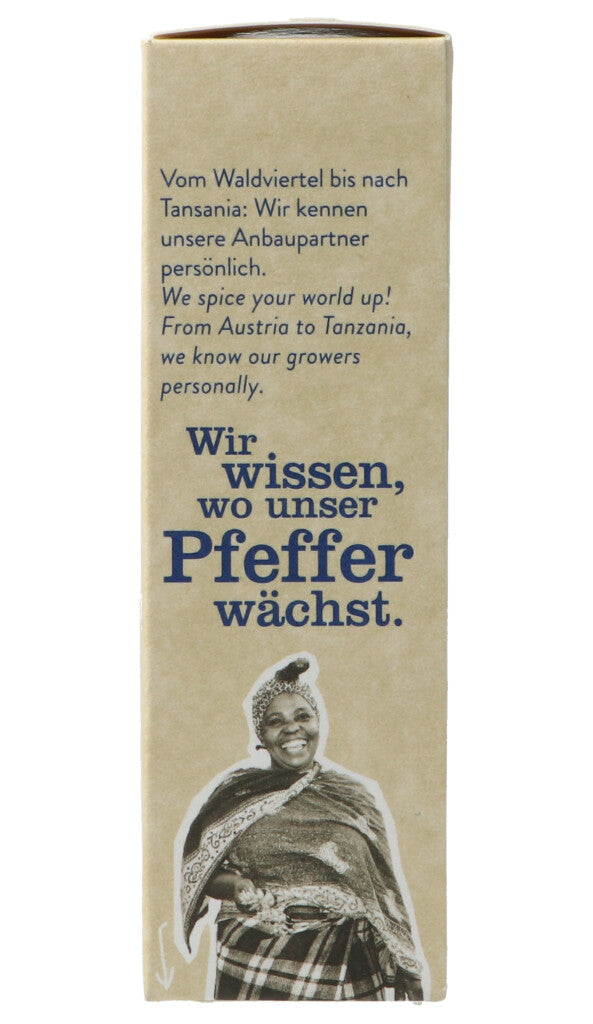 Vom Waldviertel bis nach
Tansania: Wir kennen
unsere Anbaupartner
persönlich.
We spice your world up!
From Austria to Tanzania,
we know our growers
personally.
Wir
wissen,
wo unser
Pfeffer
wächst.